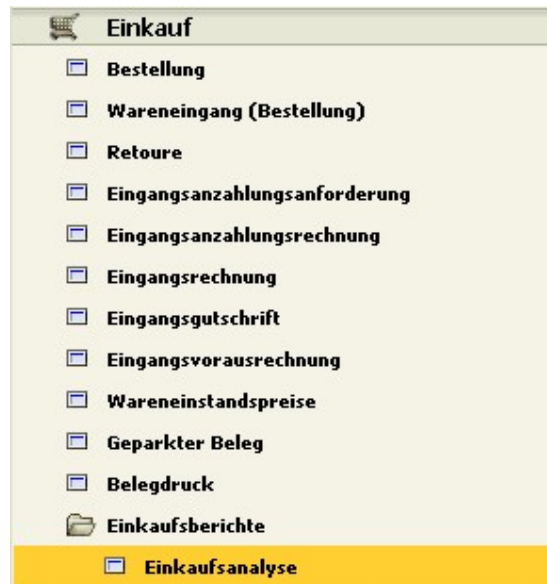 Einkauf
Bestellung
Wareneingang (Bestellung)
Retoure
Eingangsanzahlungsanforderung
Eingangsanzahlungsrechnung
Eingangsrechnung
Eingangsgutschrift
Eingangsvorausrechnung
Wareneinstandspreise
Geparkter Beleg
Belegdruck
Einkaufsberichte
Einkaufsanalyse